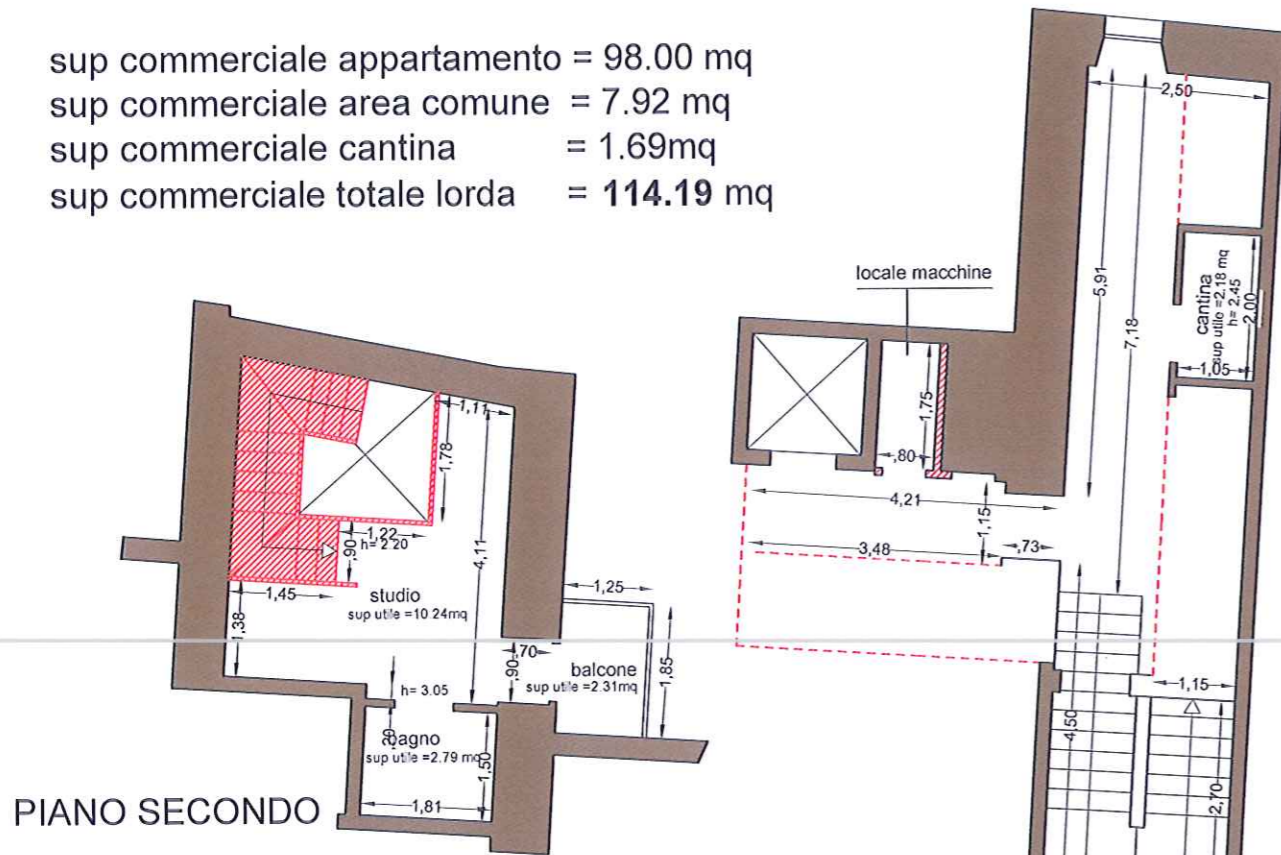 sup commerciale appartamento = 98.00 mq
sup commerciale area comune = 7.92 mq
sup commerciale cantina = 1.69mq
sup commerciale totale lorda = 114.19 mq
2,50
5,91
7,18
cantina
sup utile =2.18 mq
h= 2.45
2,00
1,05
locale macchine
1,75
,80
4,21
1,15
3,48
,73
1,15
4,50
2,70
1,11
1,78
4,11
1,22
,90
h= 2.20
1,45
studio
sup utile =10.24mq
1,38
1,25
,70
,90
balcone
sup utile =2.31mq
1,85
h= 3.05
bagno
sup utile =2.79 mq
1,50
1,81
PIANO SECONDO